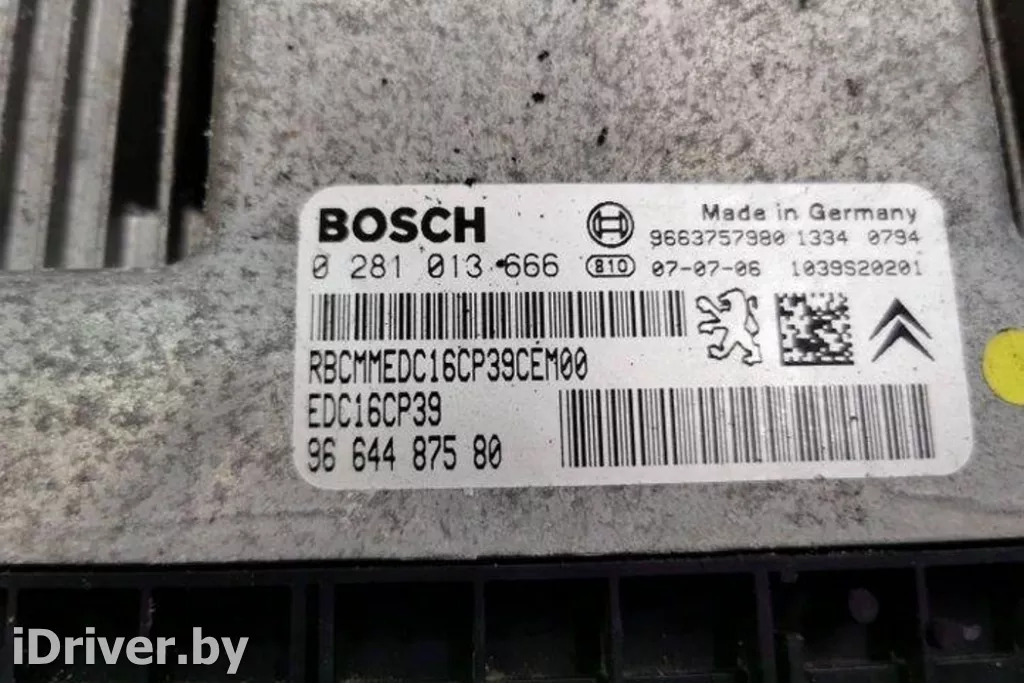 BOSCH
Made in Germany
9663757980 1334 0794
0 281 013 666
810 07-07-06 1039S20201
RBCMMEDC16CP39CEM00
EDC16CP39
96 644 875 80
iDriver.by